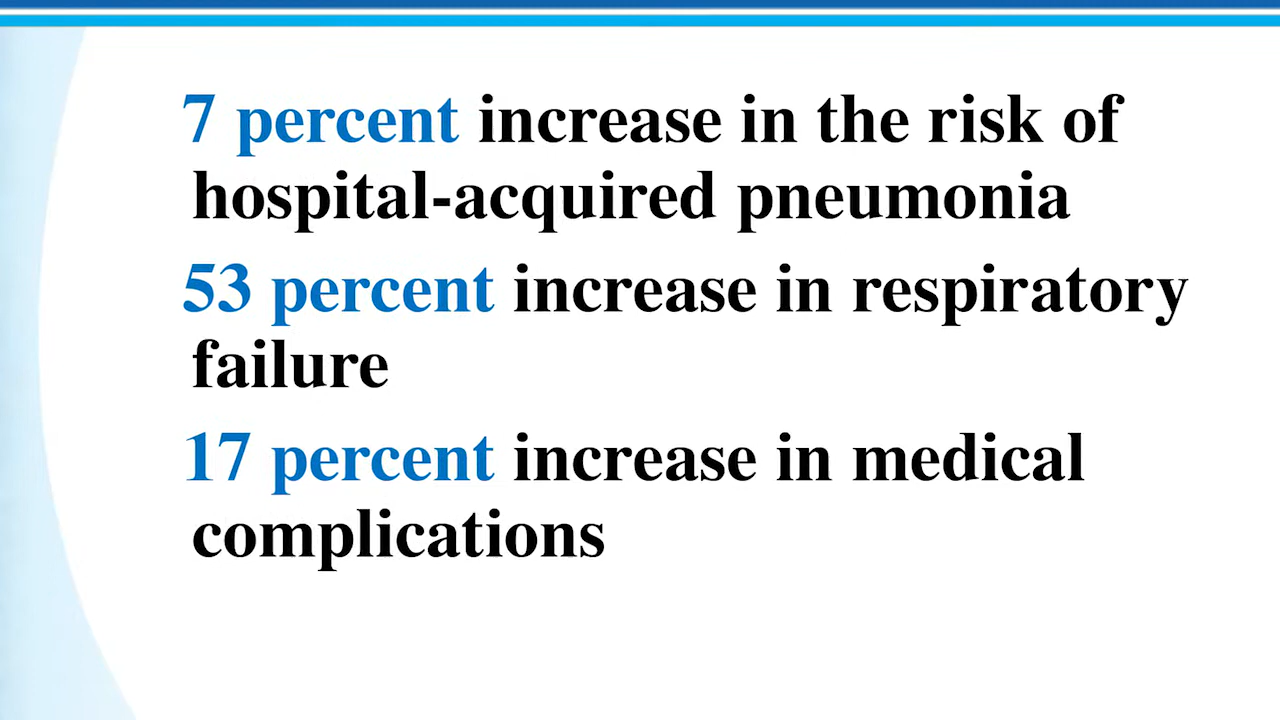 7 percent increase in the risk of
hospital-acquired pneumonia
53 percent increase in respiratory
failure
17 percent increase in medical
complications